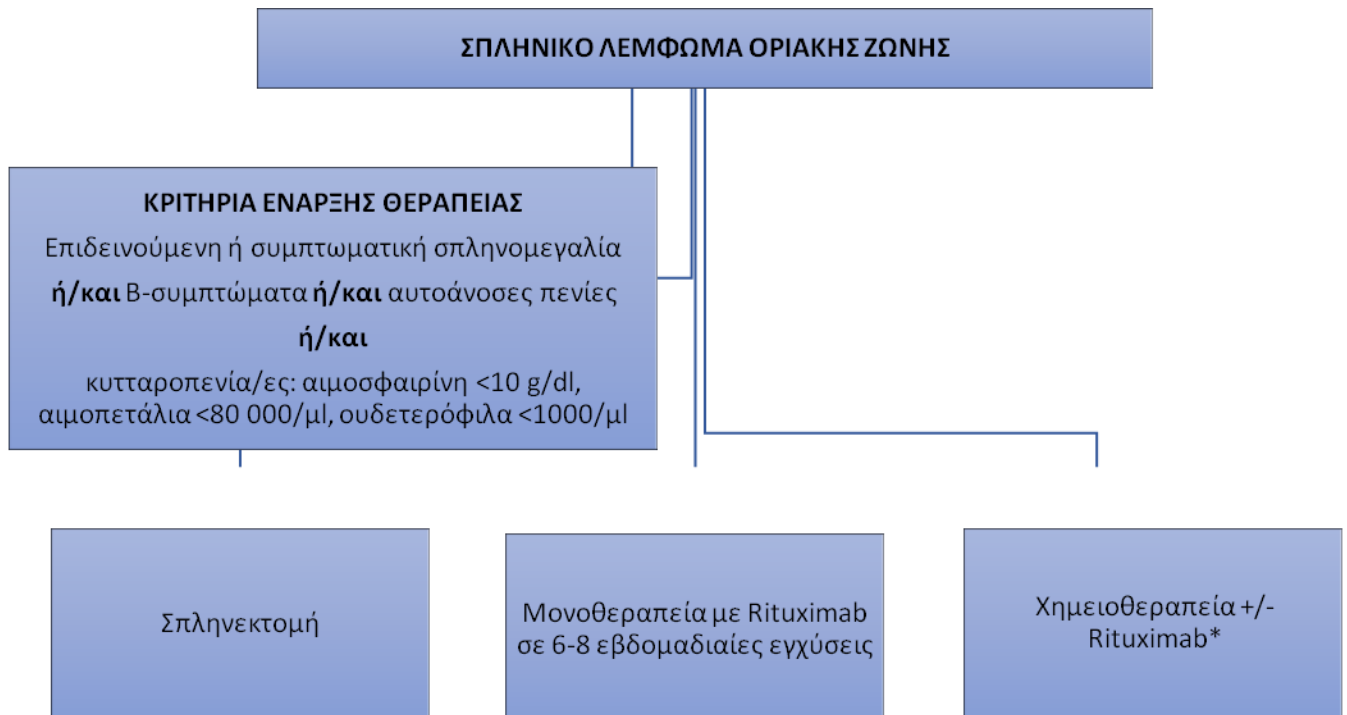 ΣΠΛΗΝΙΚΟ ΛΕΜΦΩΜΑ ΟΡΙΑΚΗΣ ΖΩΝΗΣ
ΚΡΙΤΗΡΙΑ ΕΝΑΡΞΗΣ ΘΕΡΑΠΕΙΑΣ
Επιδεινούμενη ή συμπτωματική σπληνομεγαλία
ή/και Β-συμπτώματα ή/και αυτοάνοσες πενίες
ή/και
κυτταροπενία/ες: αιμοσφαιρίνη <10 g/dl,
αιμοπετάλια <80 000/μl, ουδετερόφιλα <1000/μl
Σπληνεκτομή
Μονοθεραπεία με Rituximab
σε 6-8 εβδομαδιαίες εγχύσεις
Χημειοθεραπεία +/-
Rituximab*